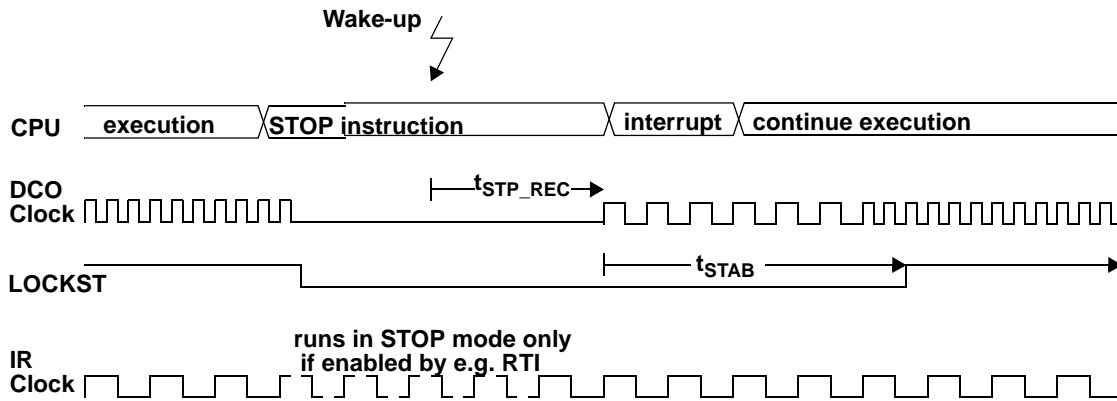 Wake-up
CPU
execution
STOP instruction
interrupt
continue execution
DCO
Clock
tSTP_REC
LOCKST
tSTAB
runs in STOP mode only
if enabled by e.g. RTI
IR
Clock